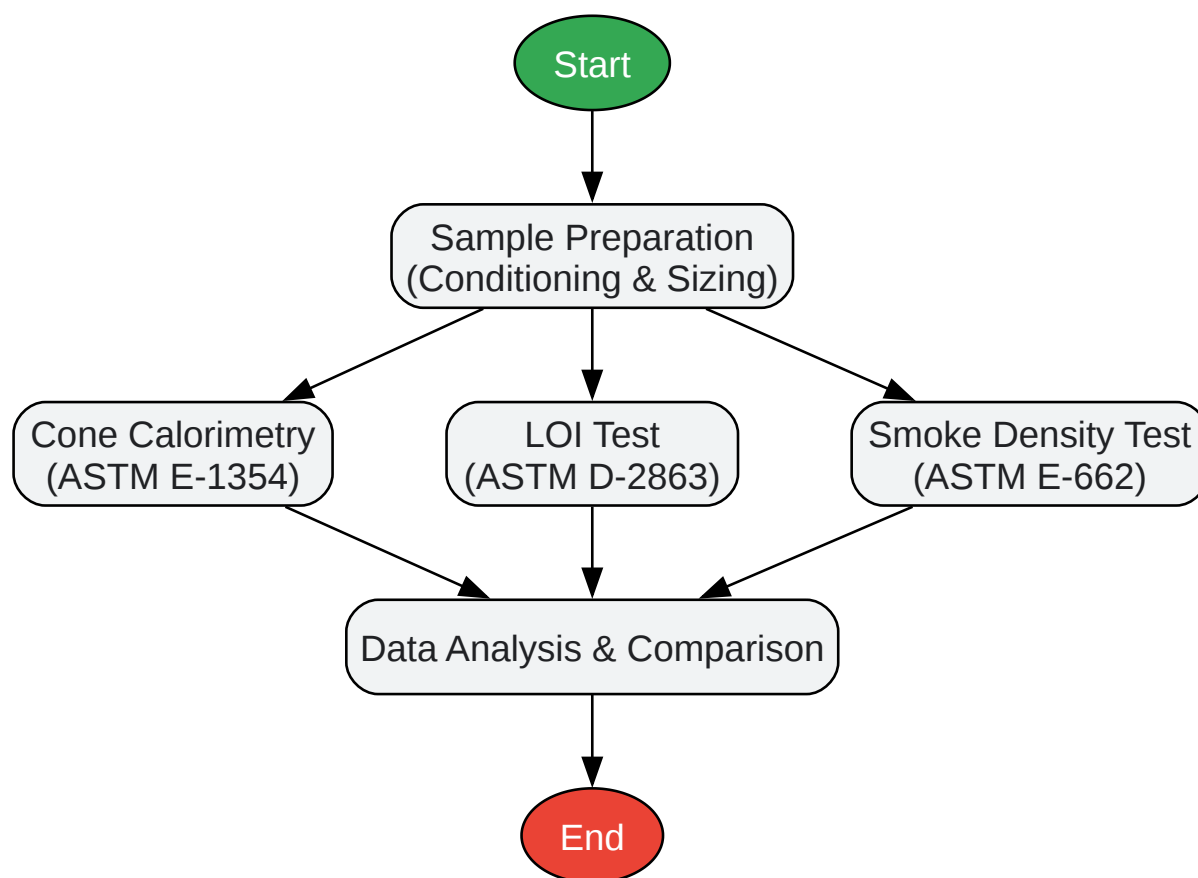 Start
Sample Preparation
(Conditioning & Sizing)
Cone Calorimetry
(ASTM E-1354)
LOI Test
(ASTM D-2863)
Smoke Density Test
(ASTM E-662)
Data Analysis & Comparison
End